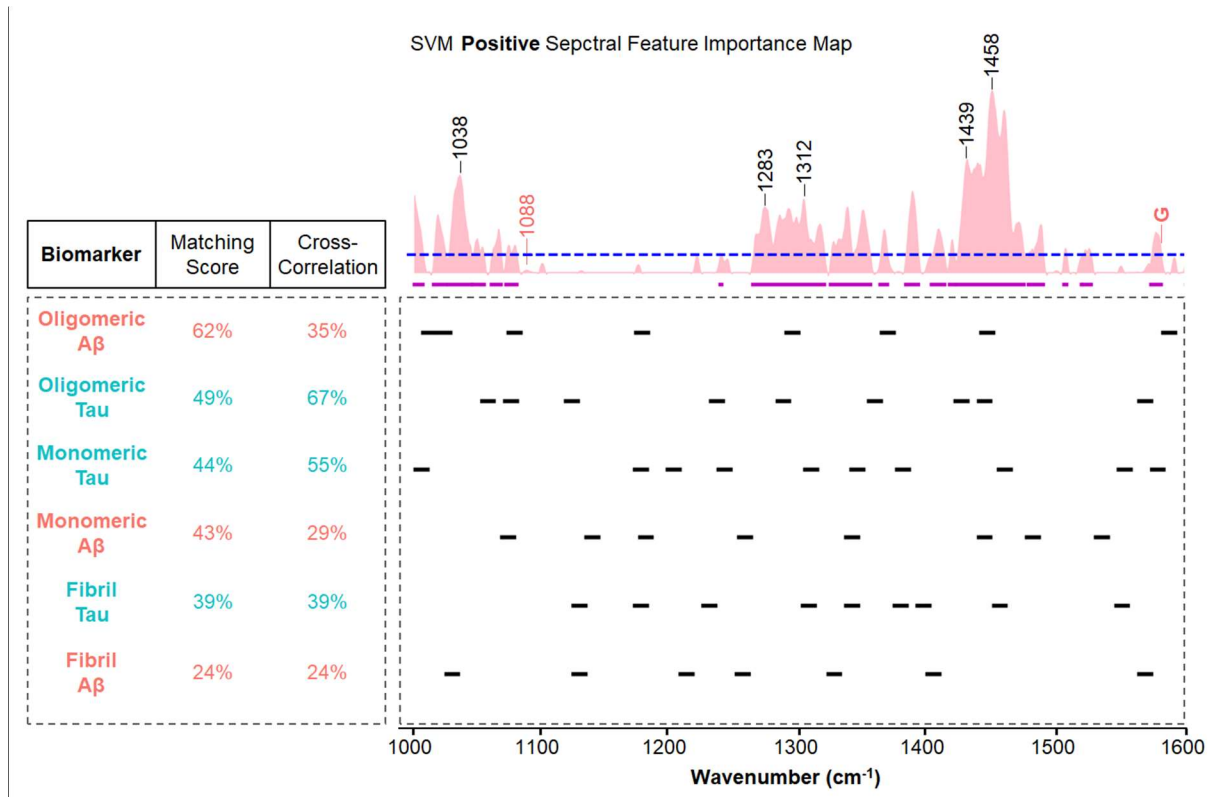 SVM Positive Sepctral Feature Importance Map
1038
1088
1283
1312
1439
1458
G
Biomarker
Matching
Score
Cross-
Correlation
Oligomeric
Aβ
62%
35%
Oligomeric
Tau
49%
67%
Monomeric
Tau
44%
55%
Monomeric
Aβ
43%
29%
Fibril
Tau
39%
39%
Fibril
Aβ
24%
24%
1000 1100 1200 1300 1400 1500 1600
Wavenumber (cm⁻¹)